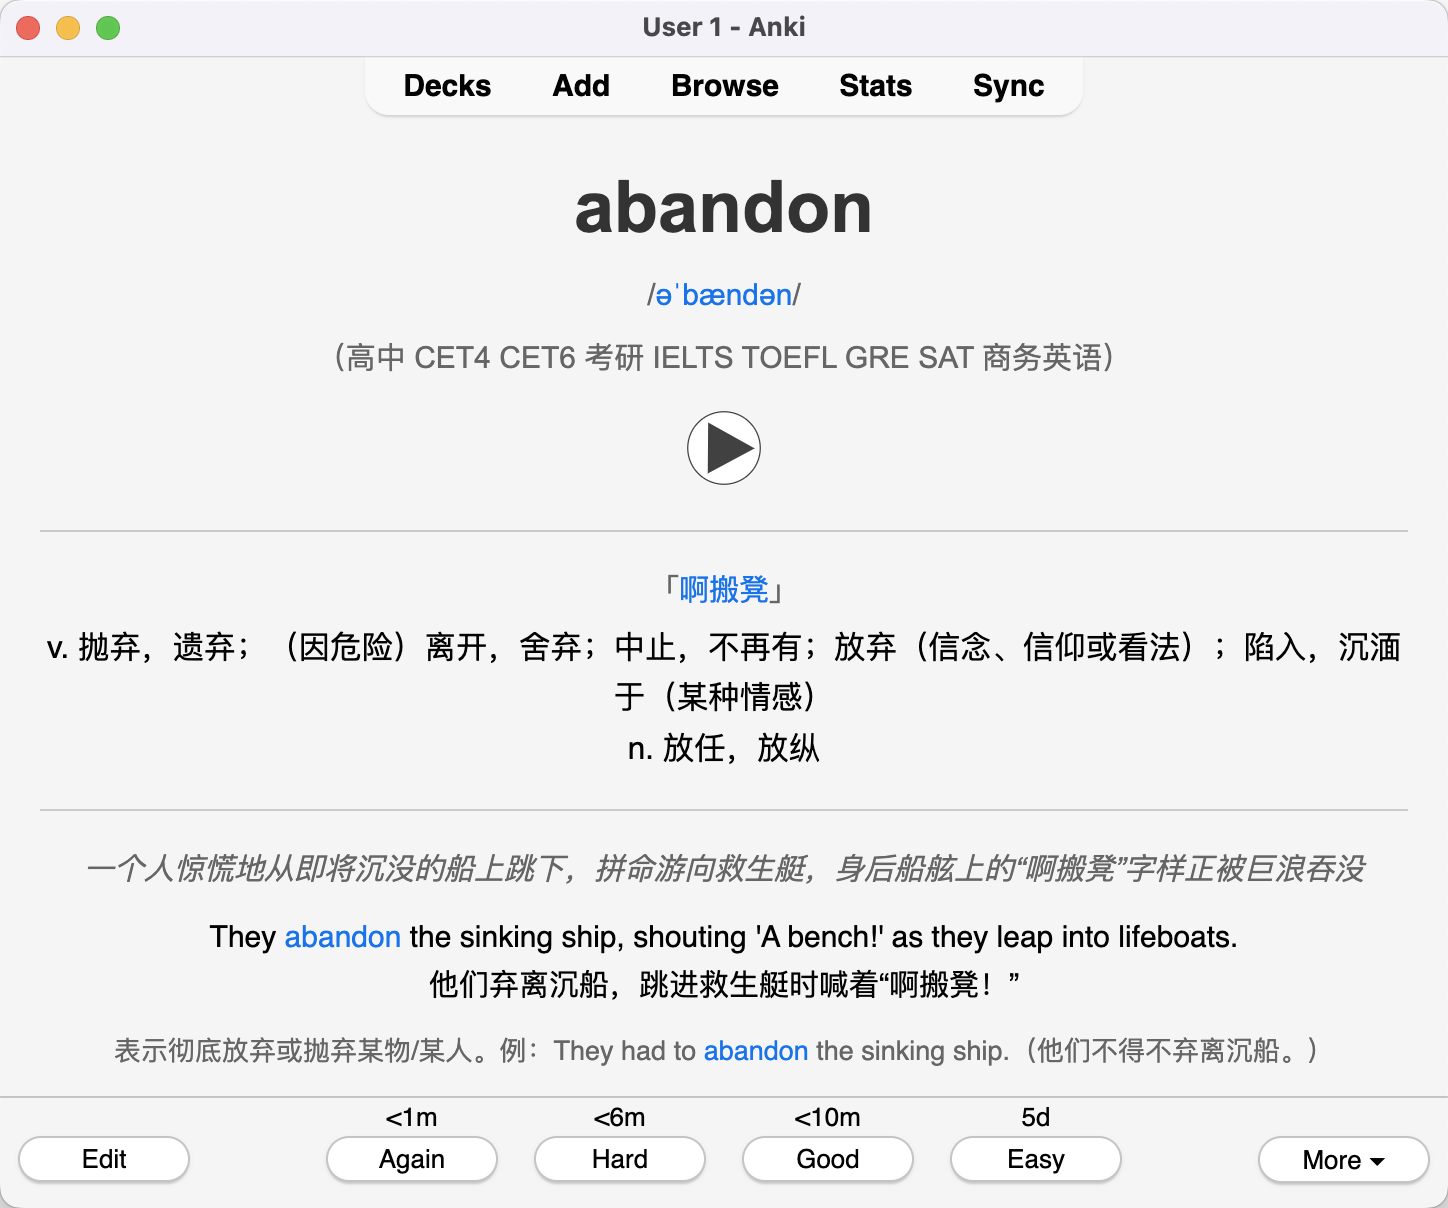 User 1 - Anki
Decks Add Browse Stats Sync
abandon
/əˈbændən/
（高中 CET4 CET6 考研 IELTS TOEFL GRE SAT 商务英语）
「啊搬凳」
v. 抛弃，遗弃；（因危险）离开，舍弃；中止，不再有；放弃（信念、信仰或看法）；陷入，沉湎
于（某种情感）
n. 放任，放纵
一个人惊慌地从即将沉没的船上跳下，拼命游向救生艇，身后船舷上的“啊搬凳”字样正被巨浪吞没
They abandon the sinking ship, shouting 'A bench!' as they leap into lifeboats.
他们弃离沉船，跳进救生艇时喊着“啊搬凳！”
表示彻底放弃或抛弃某物/某人。例：They had to abandon the sinking ship.（他们不得不弃离沉船。）
<1m <6m <10m 5d
Edit Again Hard Good Easy More